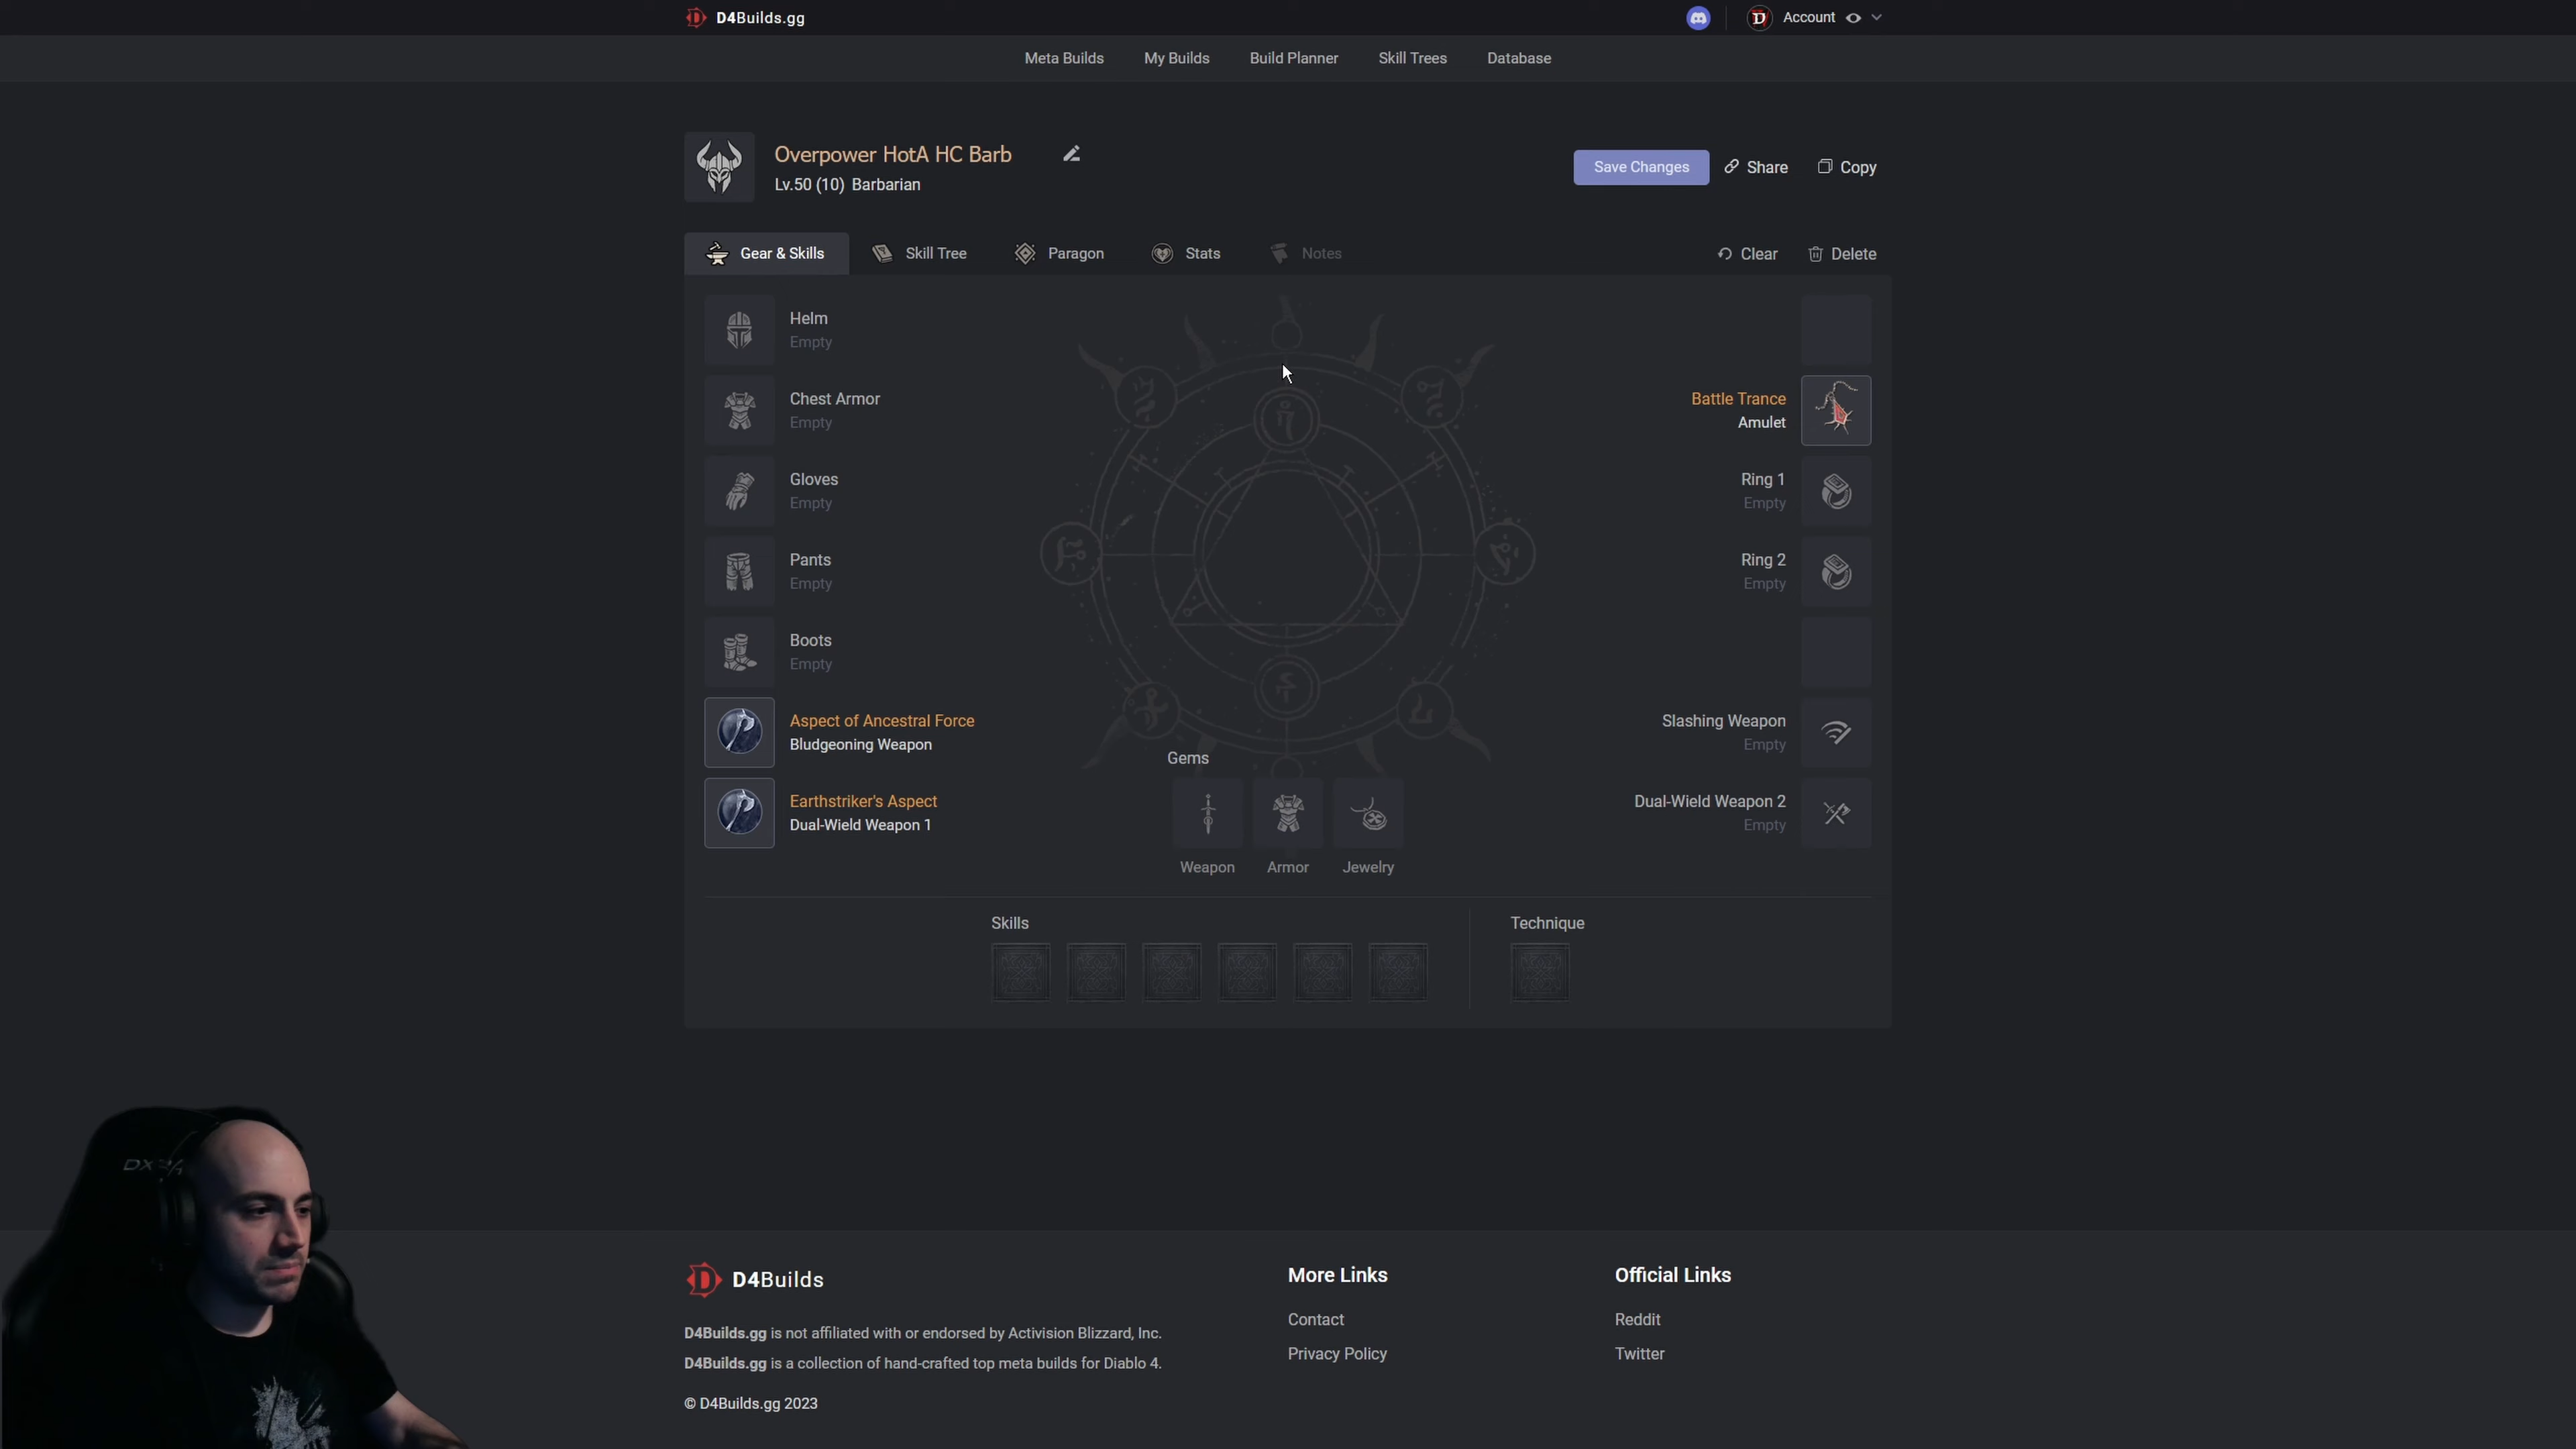 D4Builds.gg
Account
Meta Builds
My Builds
Build Planner
Skill Trees
Database
Overpower HotA HC Barb
Lv.50 (10) Barbarian
Save Changes
Share
Copy
Gear & Skills
Skill Tree
Paragon
Stats
Notes
Clear
Delete
Helm
Empty
Chest Armor
Empty
Gloves
Empty
Pants
Empty
Boots
Empty
Aspect of Ancestral Force
Bludgeoning Weapon
Earthstriker's Aspect
Dual-Wield Weapon 1
Battle Trance
Amulet
Ring 1
Empty
Ring 2
Empty
Slashing Weapon
Empty
Dual-Wield Weapon 2
Empty
Gems
Weapon
Armor
Jewelry
Skills
Technique
D4Builds
D4Builds.gg is not affiliated with or endorsed by Activision Blizzard, Inc.
D4Builds.gg is a collection of hand-crafted top meta builds for Diablo 4.
© D4Builds.gg 2023
More Links
Contact
Privacy Policy
Official Links
Reddit
Twitter